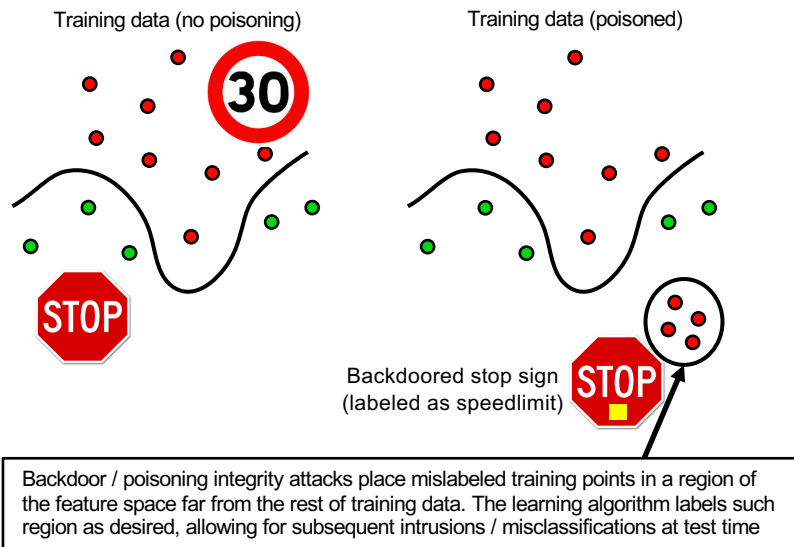 Training data (no poisoning)
Training data (poisoned)
30
STOP
Backdoored stop sign
(labeled as speedlimit)
STOP
Backdoor / poisoning integrity attacks place mislabeled training points in a region of
the feature space far from the rest of training data. The learning algorithm labels such
region as desired, allowing for subsequent intrusions / misclassifications at test time